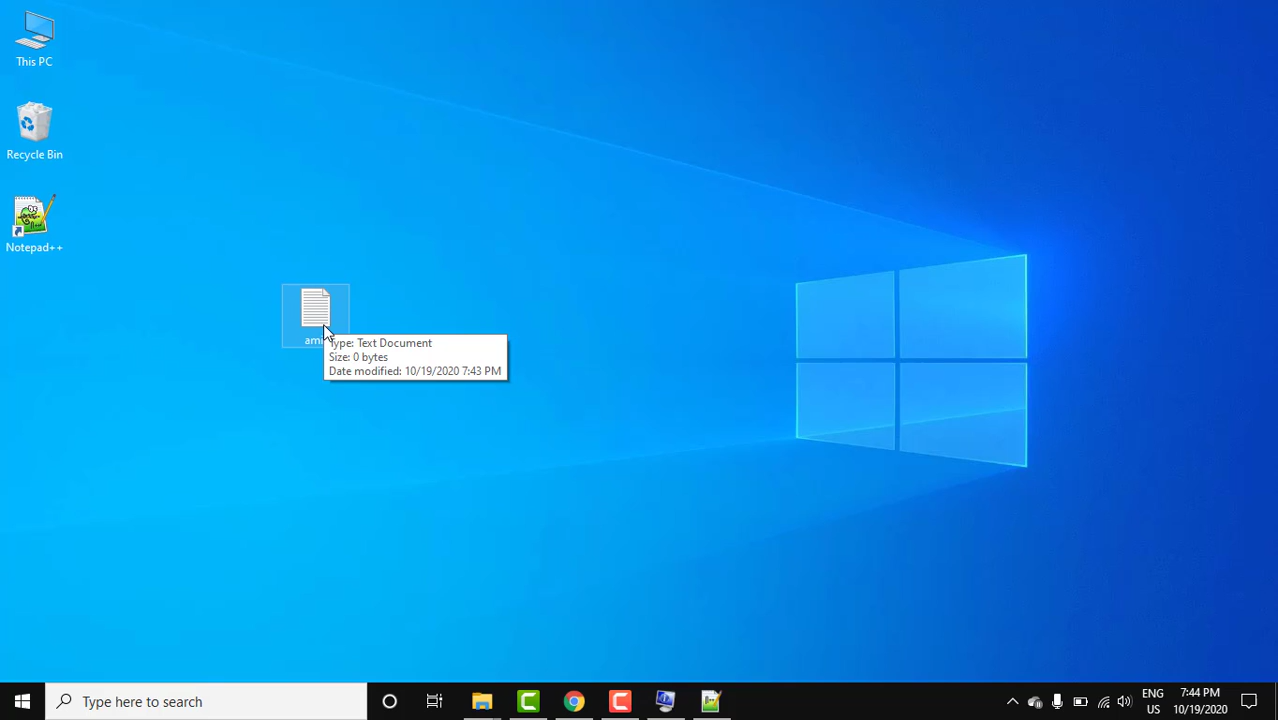 This PC
Recycle Bin
Notepad++
Type: Text Document
Size: 0 bytes
Date modified: 10/19/2020 7:43 PM
Type here to search
ENG
US
7:44 PM
10/19/2020